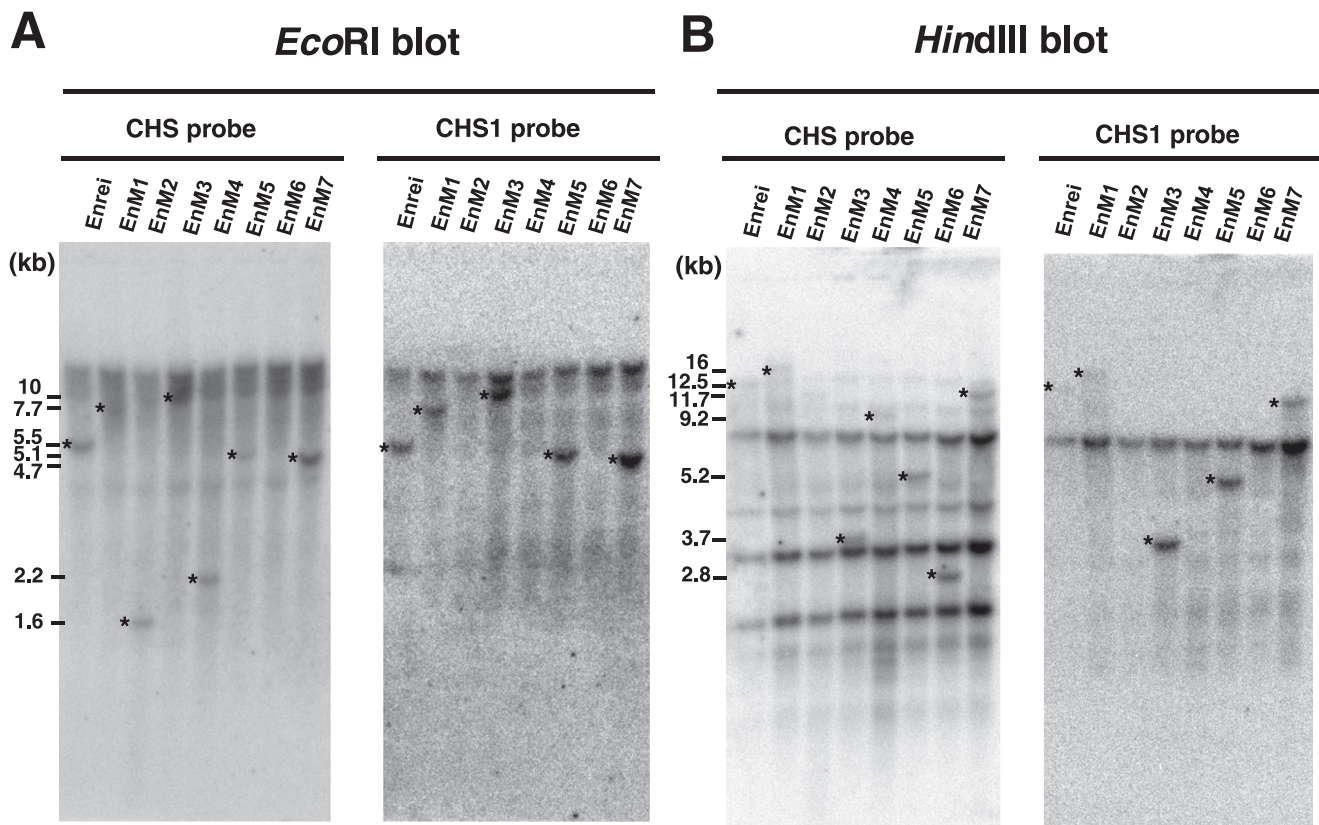 A
EcoRI blot
CHS probe
CHS1 probe
Enrei
EnM1
EnM2
EnM3
EnM4
EnM5
EnM6
EnM7
Enrei
EnM1
EnM2
EnM3
EnM4
EnM5
EnM6
EnM7
(kb)
10
7.7
5.5
5.1
4.7
2.2
1.6
*
*
*
*
*
*
*
*
*
*
*
*
B
HindIII blot
CHS probe
CHS1 probe
Enrei
EnM1
EnM2
EnM3
EnM4
EnM5
EnM6
EnM7
Enrei
EnM1
EnM2
EnM3
EnM4
EnM5
EnM6
EnM7
(kb)
16
12.5
11.7
9.2
5.2
3.7
2.8
*
*
*
*
*
*
*
*
*
*
*
*